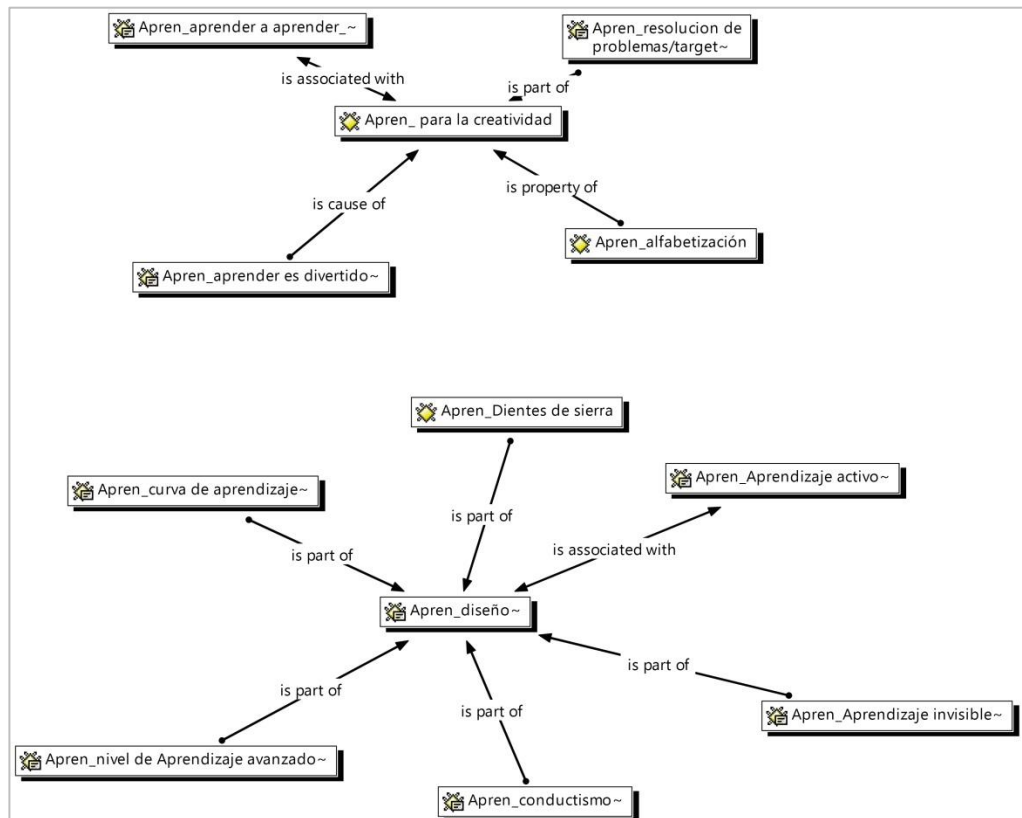 Apren_aprender a aprender_~
Apren_resolucion de
problemas/target~
is associated with
is part of
Apren_ para la creatividad
is cause of
is property of
Apren_alfabetización
Apren_aprender es divertido~
Apren_Dientes de sierra
Apren_Aprendizaje activo~
Apren_curva de aprendizaje~
is part of
is associated with
is part of
Apren_diseño~
is part of
is part of
is part of
Apren_Aprendizaje invisible~
Apren_nivel de Aprendizaje avanzado~
Apren_conductismo~